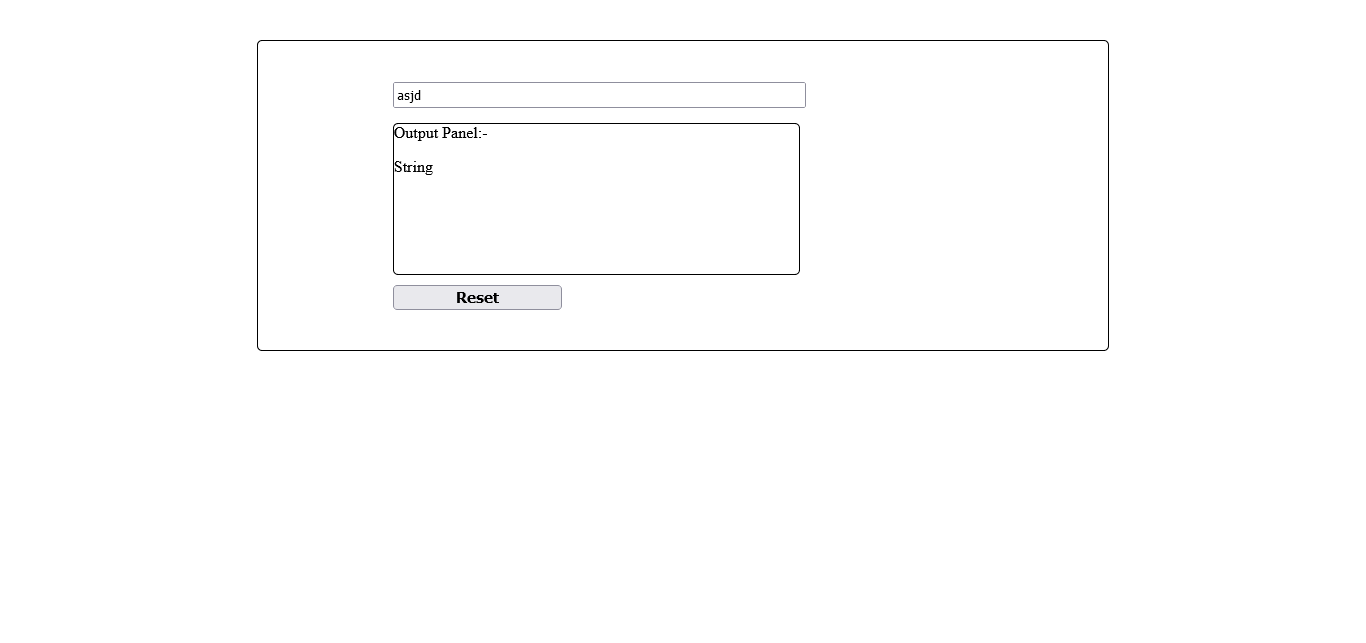 asjd
Output Panel:-
String
Reset